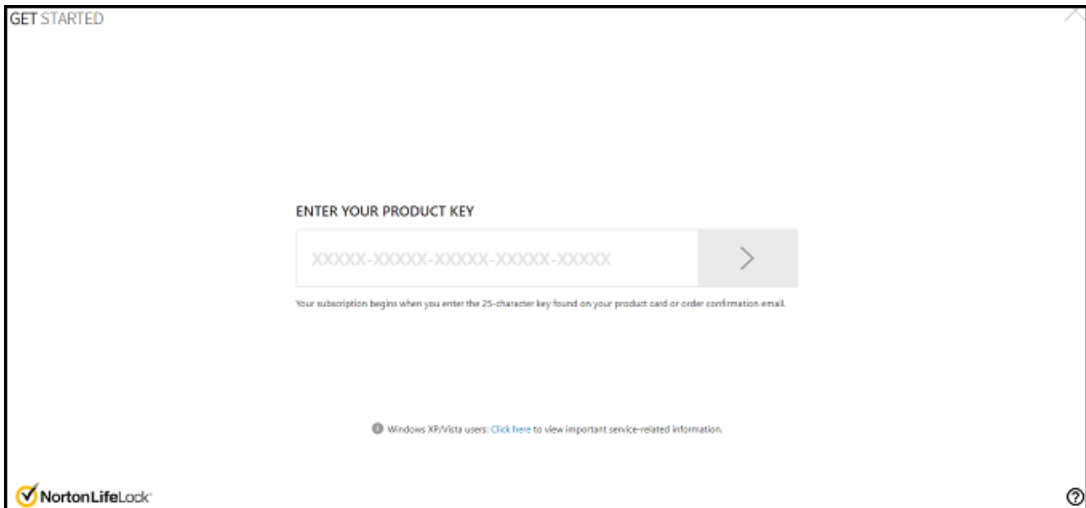 GET STARTED
ENTER YOUR PRODUCT KEY
XXXXX-XXXXX-XXXXX-XXXXX-XXXXX
Your subscription begins when you enter the 25-character key found on your product card or order confirmation email.
Windows XP/Vista users: Click here to view important service-related information.
NortonLifeLock